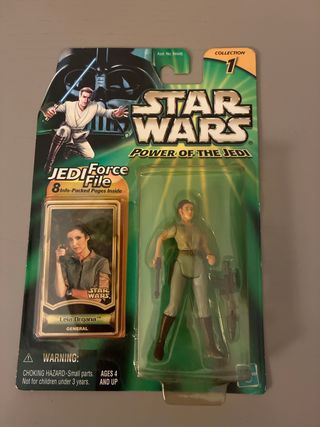 COLLECTION
1
STAR
WARS
POWER OF THE JEDI
JEDI Force
File
8 Info-Packed Pages Inside
STAR
WARS
Leia Organa™
GENERAL
WARNING:
CHOKING HAZARD-Small parts.
Not for children under 3 years.
AGES 4
AND UP